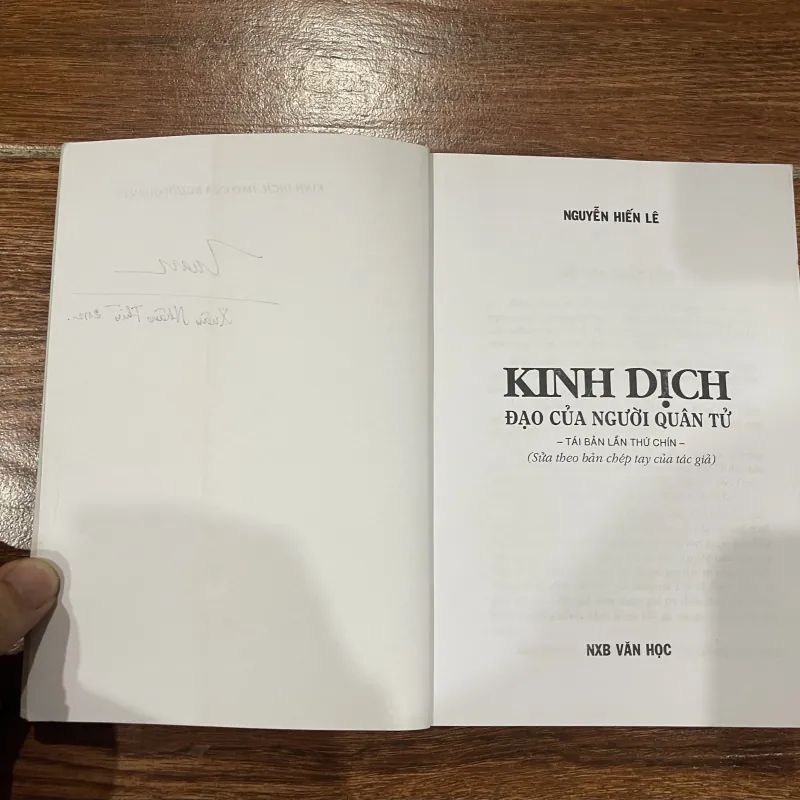 NGUYỄN HIẾN LÊ
KINH DỊCH
ĐẠO CỦA NGƯỜI QUÂN TỬ
– TÁI BẢN LẦN THỨ CHÍN –
(Sửa theo bản chép tay của tác giả)
NXB VĂN HỌC